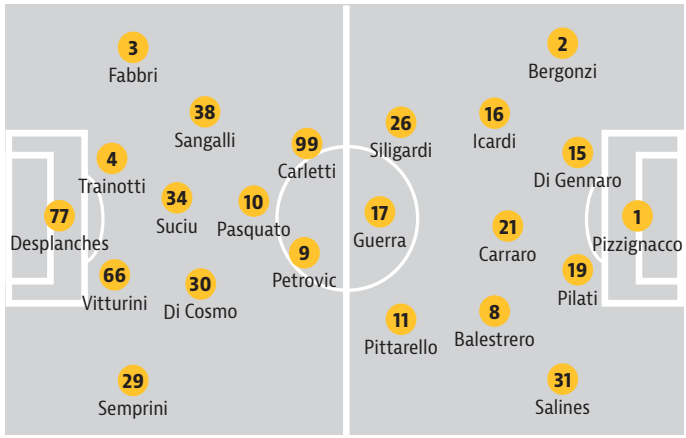 3
Fabbri
38
Sangalli
99
Carletti
4
Trainotti
34
Suciu
10
Pasquato
77
Desplanches
9
Petrovic
66
Vitturini
30
Di Cosmo
29
Semprini
2
Bergonzi
16
Icardi
26
Siligardi
15
Di Gennaro
17
Guerra
21
Carraro
1
Pizzignacco
19
Pilati
11
Pittarello
8
Balestrero
31
Salines